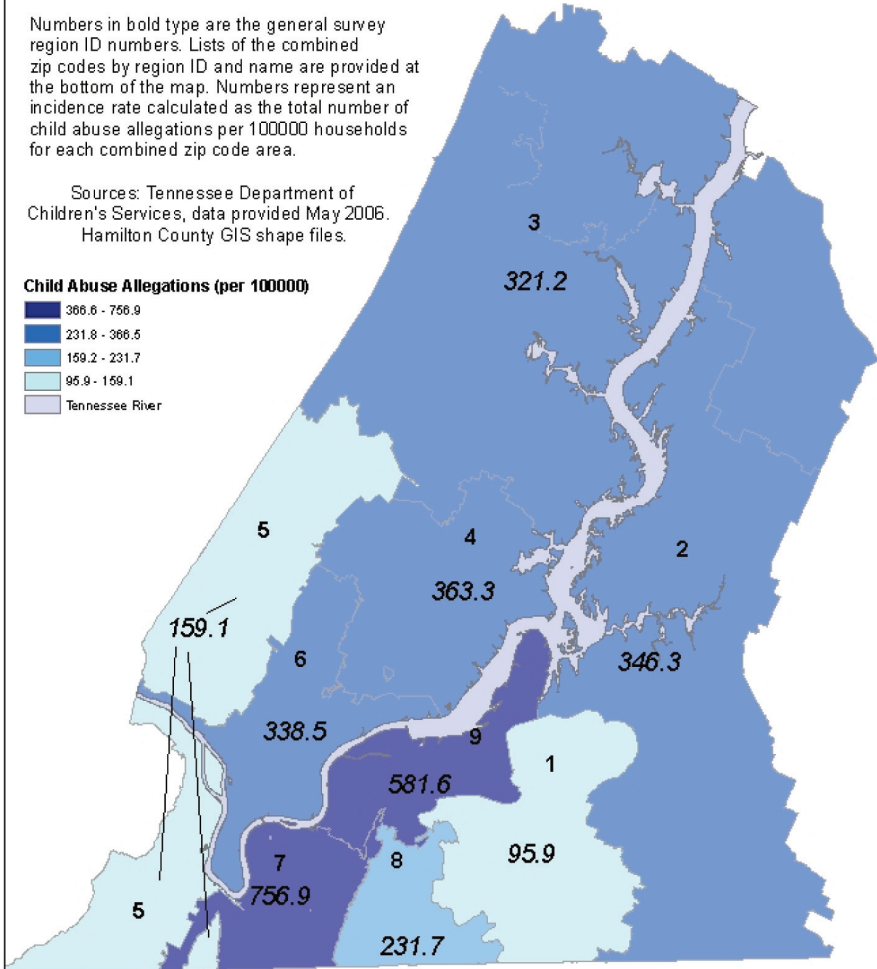 Numbers in bold type are the general survey
region ID numbers. Lists of the combined
zip codes by region ID and name are provided at
the bottom of the map. Numbers represent an
incidence rate calculated as the total number of
child abuse allegations per 100000 households
for each combined zip code area.
Sources: Tennessee Department of
Children's Services, data provided May 2006.
Hamilton County GIS shape files.
Child Abuse Allegations (per 100000)
366.6 - 756.9
231.8 - 366.5
159.2 - 231.7
95.9 - 159.1
Tennessee River
3
321.2
5
4
2
363.3
159.1
6
346.3
338.5
9
1
581.6
95.9
8
7
756.9
5
231.7